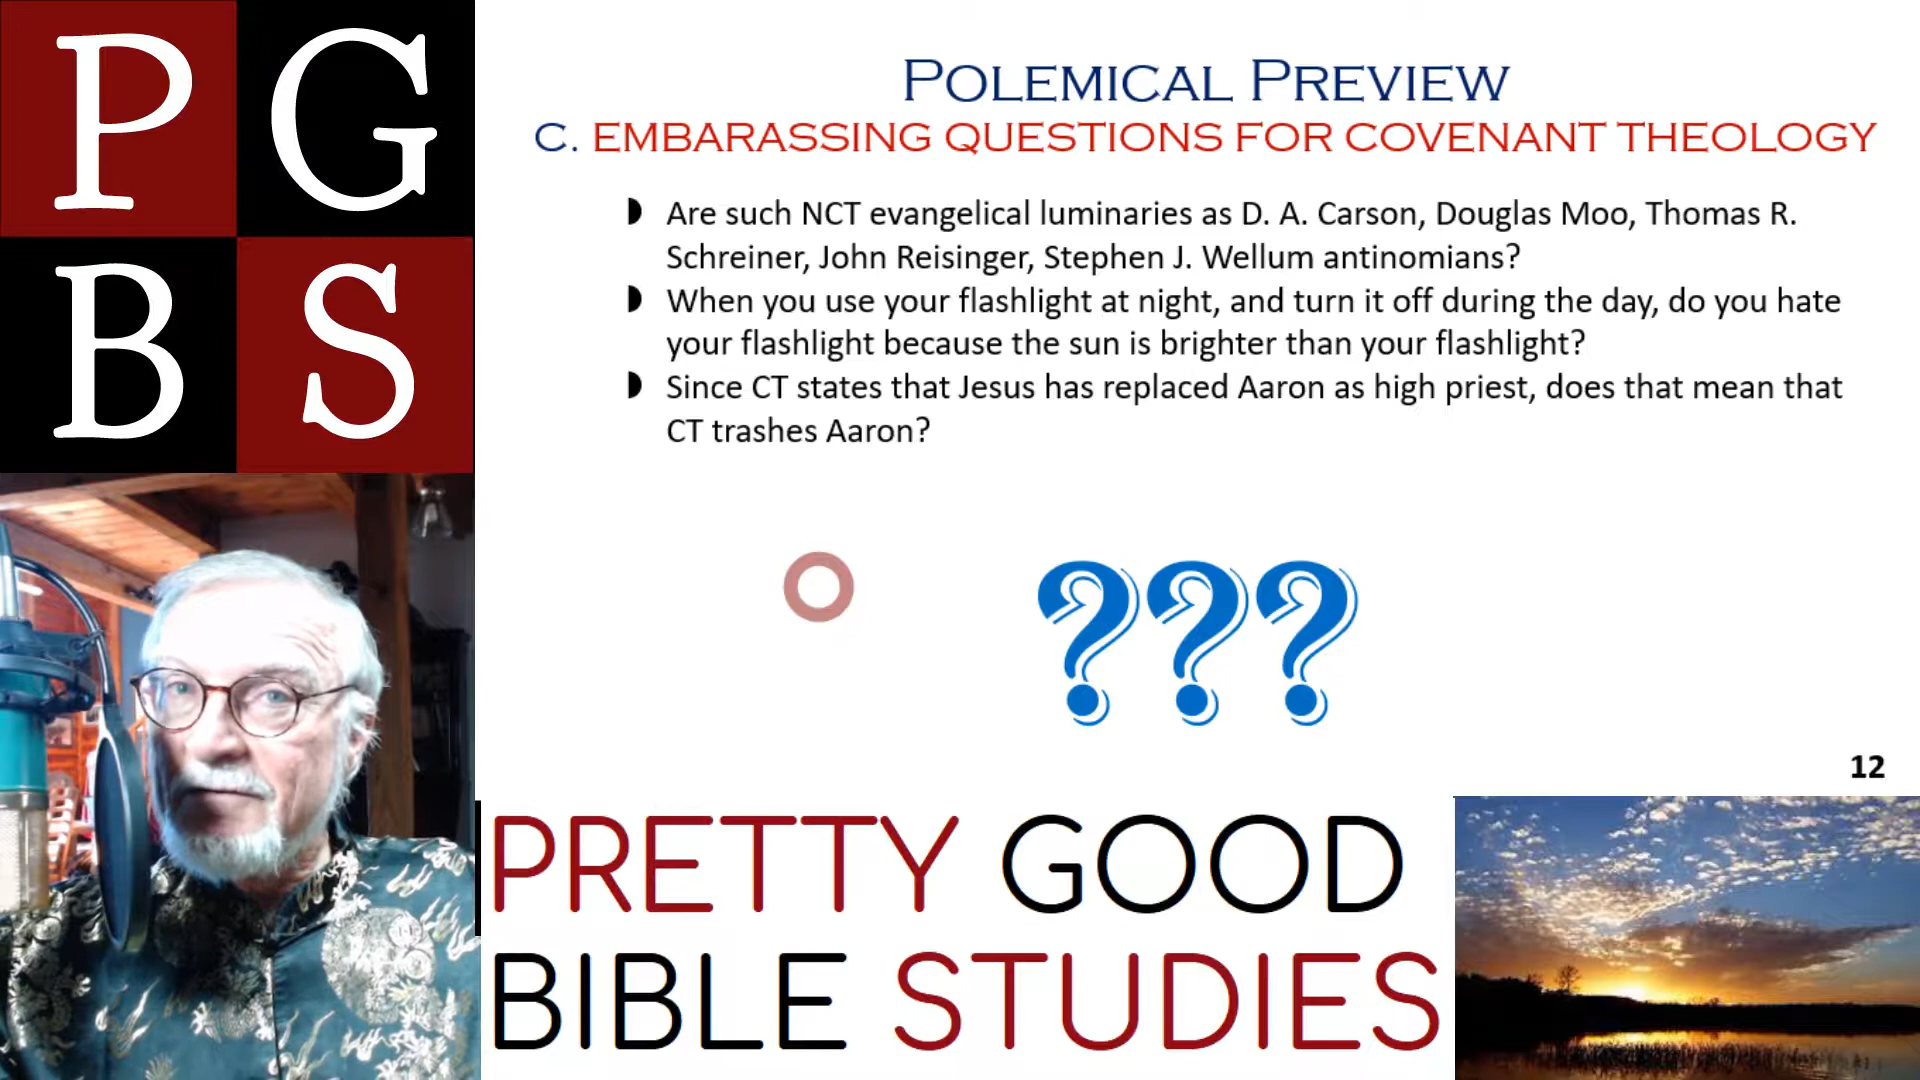 P G
B S
POLEMICAL PREVIEW
C. EMBARASSING QUESTIONS FOR COVENANT THEOLOGY
Are such NCT evangelical luminaries as D. A. Carson, Douglas Moo, Thomas R.
Schreiner, John Reisinger, Stephen J. Wellum antinomians?
When you use your flashlight at night, and turn it off during the day, do you hate
your flashlight because the sun is brighter than your flashlight?
Since CT states that Jesus has replaced Aaron as high priest, does that mean that
CT trashes Aaron?
???
12
PRETTY GOOD
BIBLE STUDIES